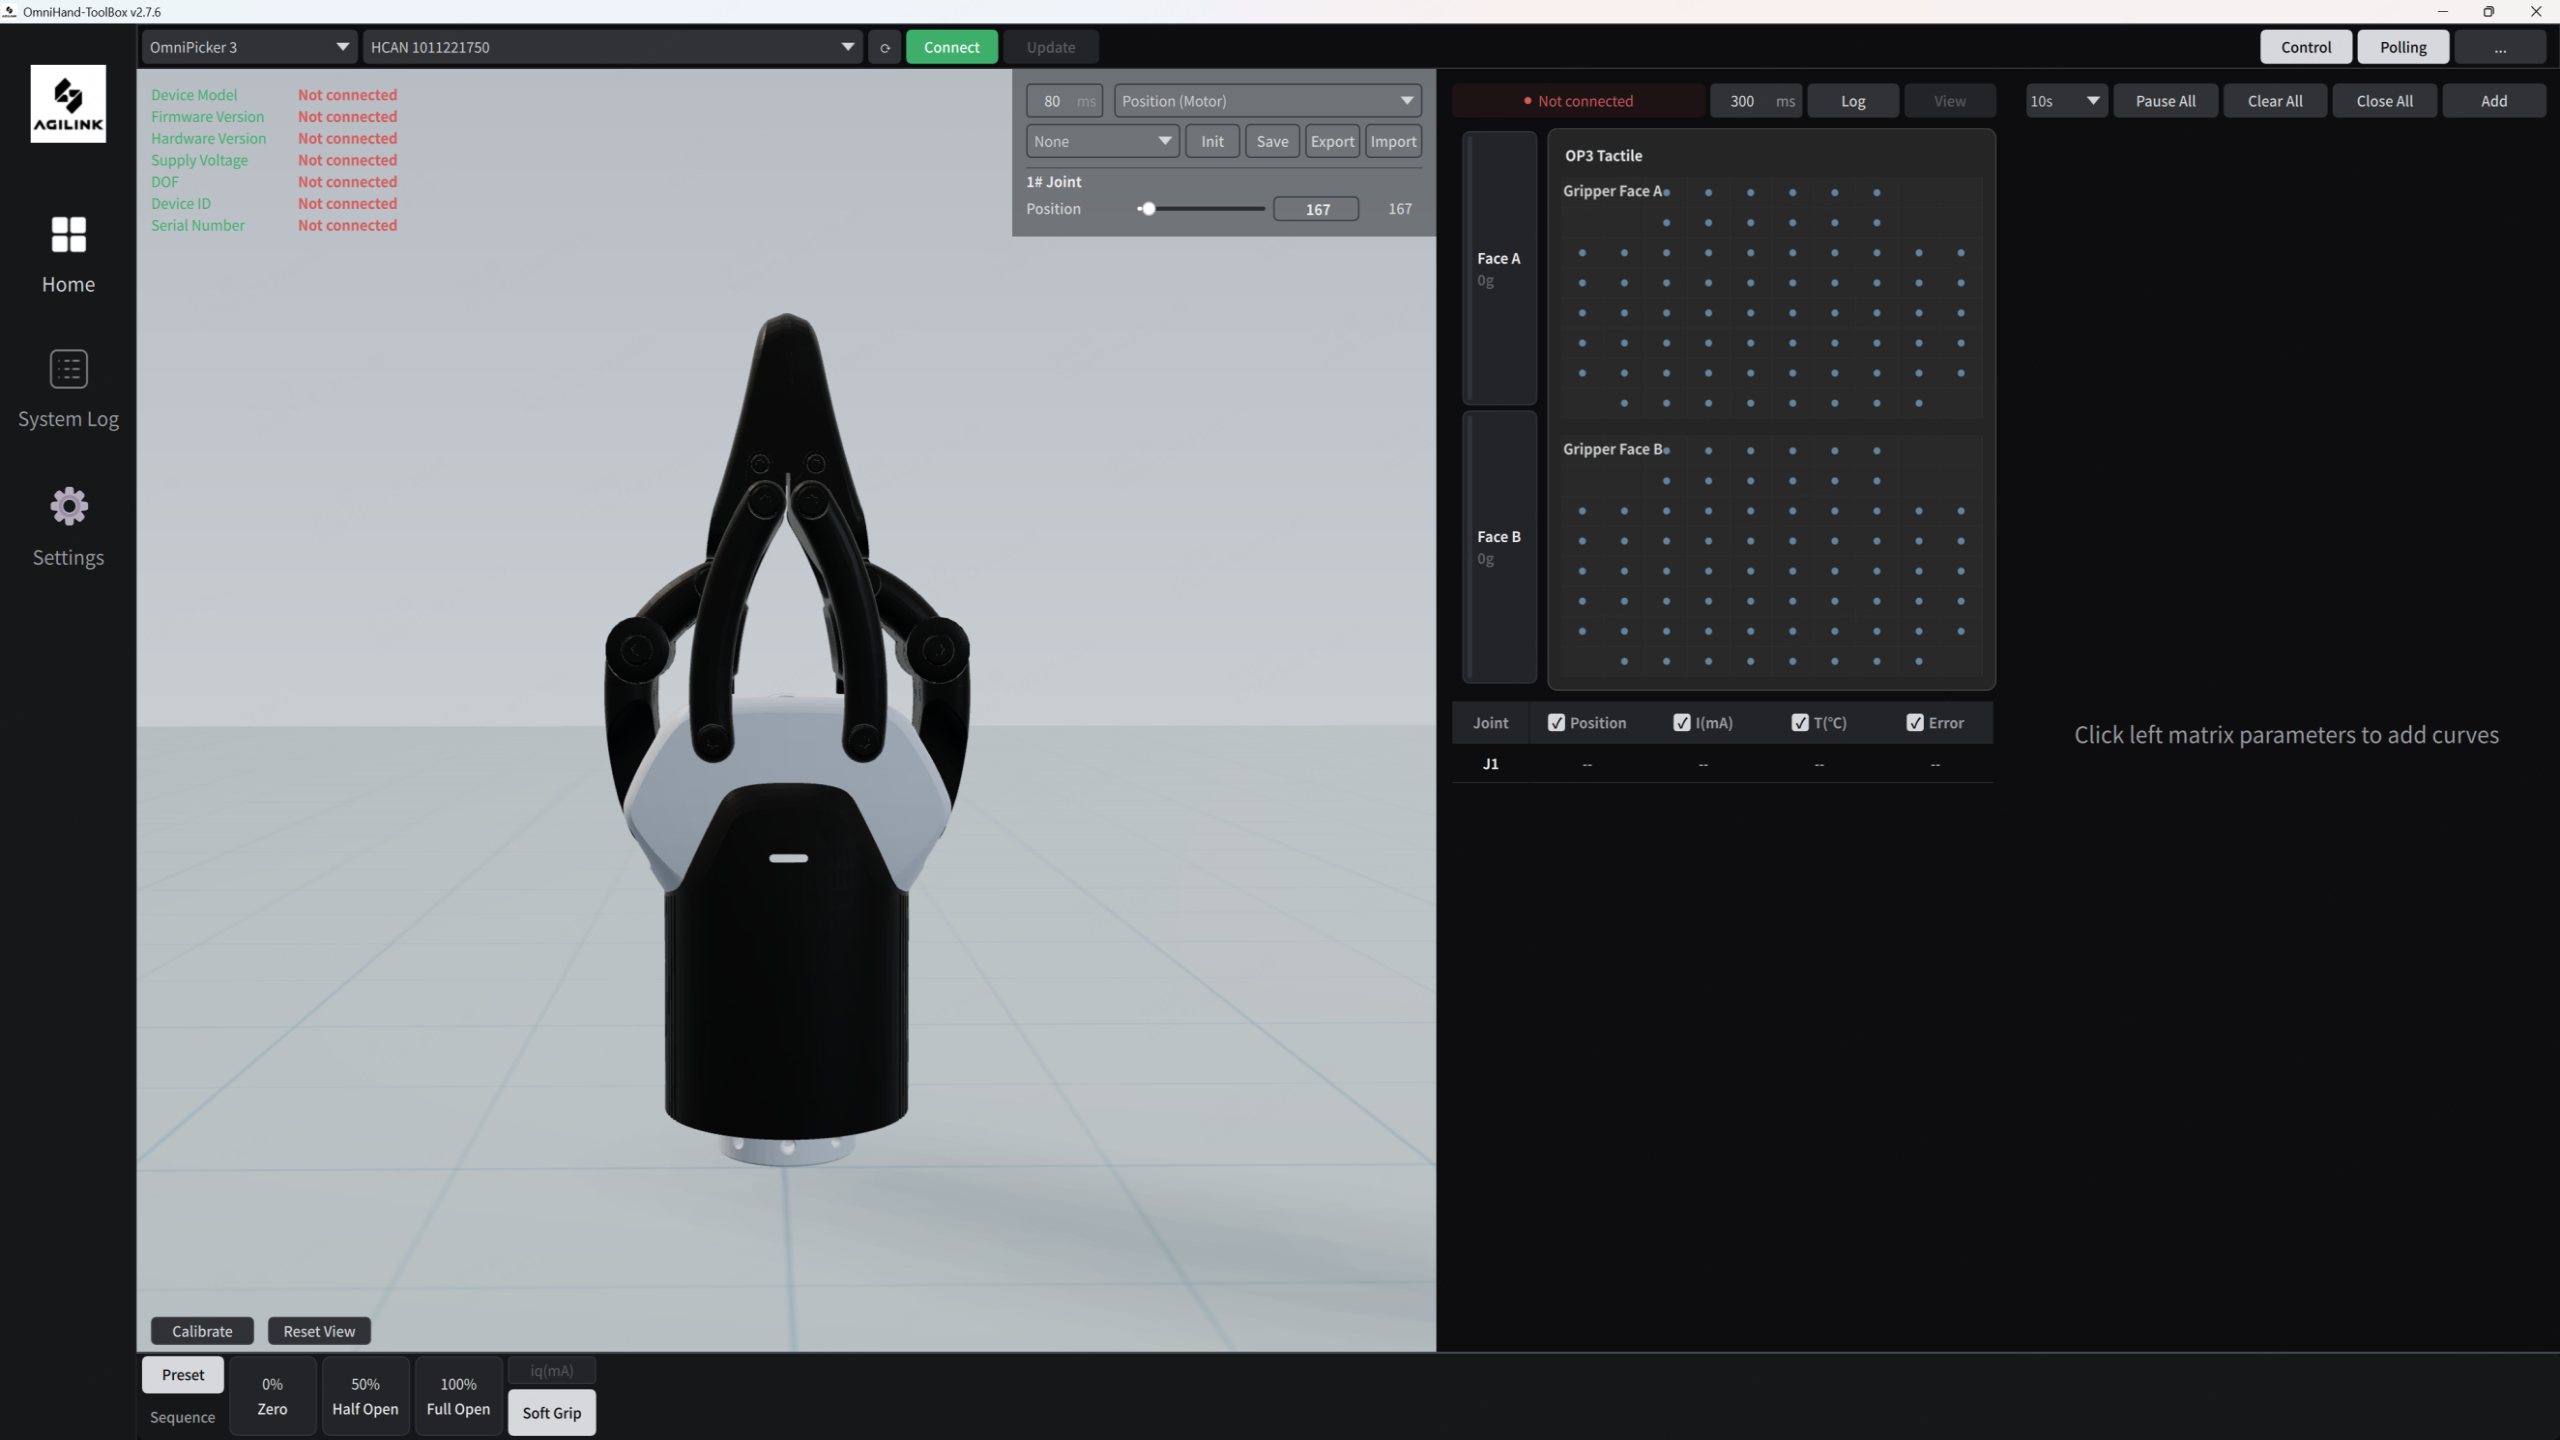 OmniHand-ToolBox v2.7.6
OmniPicker 3
HCAN 1011221750
Connect
Update
Control
Polling
...
AGILINK
Home
System Log
Settings
Device Model Not connected
Firmware Version Not connected
Hardware Version Not connected
Supply Voltage Not connected
DOF Not connected
Device ID Not connected
Serial Number Not connected
80 ms
Position (Motor)
None
Init
Save
Export
Import
1# Joint
Position 167 167
Not connected
300 ms
Log
View
10s
Pause All
Clear All
Close All
Add
Face A
0g
Face B
0g
OP3 Tactile
Gripper Face A
Gripper Face B
Joint Position I(mA) T(°C) Error
J1 -- -- -- --
Click left matrix parameters to add curves
Calibrate
Reset View
Preset
Sequence
0%
Zero
50%
Half Open
100%
Full Open
iq(mA)
Soft Grip